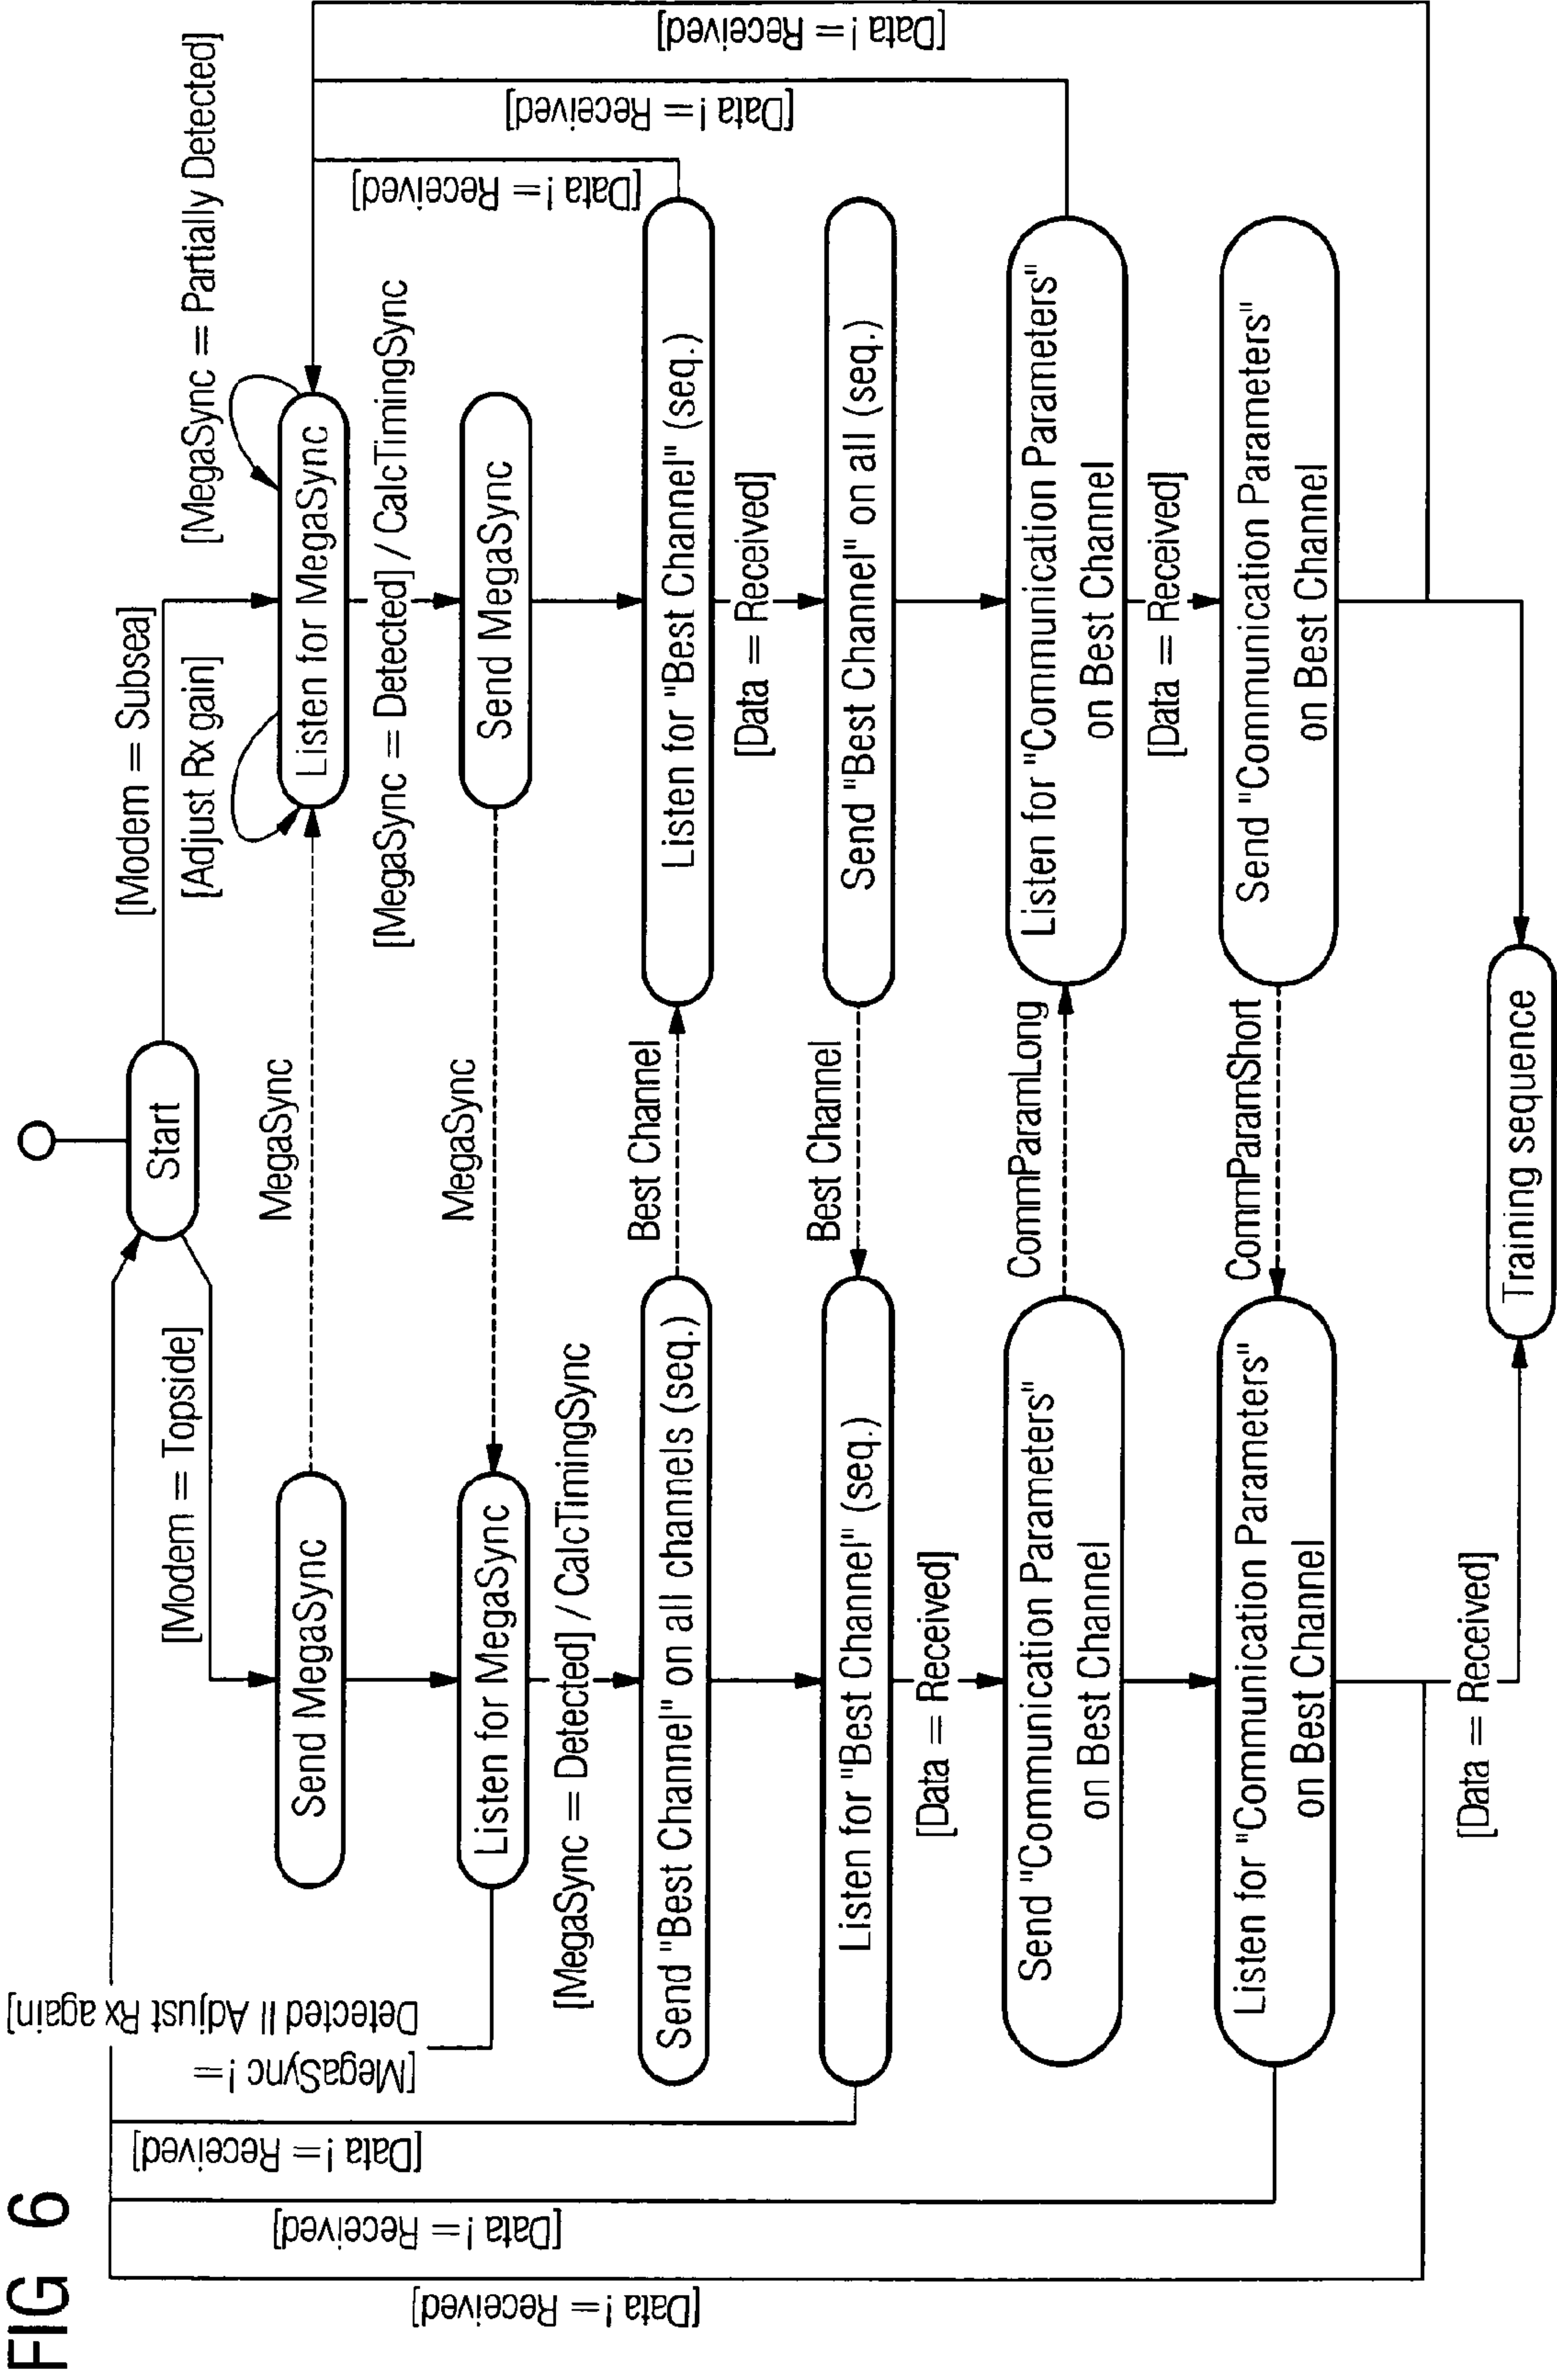 FIG 6
Start
[Modem = Topside]
[Modem = Subsea]
[Adjust Rx gain]
[MegaSync = Partially Detected]
Send MegaSync
MegaSync
Listen for MegaSync
[MegaSync = Detected] / CalcTimingSync
Listen for MegaSync
MegaSync
Send MegaSync
[MegaSync !=
Detected || Adjust Rx again]
[MegaSync = Detected] / CalcTimingSync
Send "Best Channel" on all channels (seq.)
Best Channel
Listen for "Best Channel" (seq.)
[Data != Received]
[Data = Received]
Listen for "Best Channel" (seq.)
Best Channel
Send "Best Channel" on all (seq.)
[Data != Received]
[Data = Received]
Send "Communication Parameters"
on Best Channel
CommParamLong
Listen for "Communication Parameters"
on Best Channel
[Data != Received]
[Data = Received]
Listen for "Communication Parameters"
on Best Channel
CommParamShort
Send "Communication Parameters"
on Best Channel
[Data != Received]
[Data != Received]
[Data != Received]
[Data = Received]
Training sequence